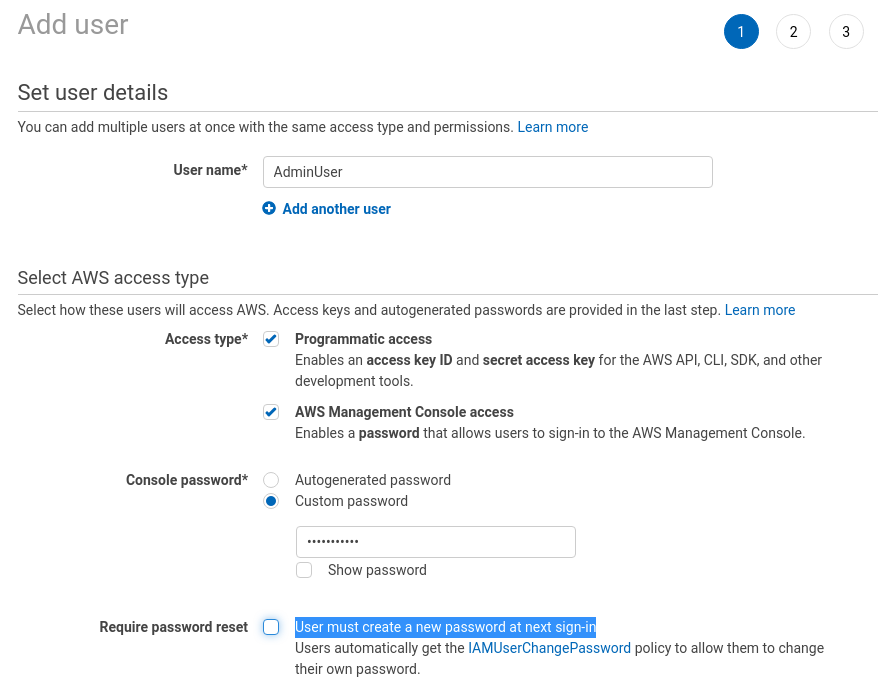 Add user
1 2 3
Set user details
You can add multiple users at once with the same access type and permissions. Learn more
User name* AdminUser
Add another user
Select AWS access type
Select how these users will access AWS. Access keys and autogenerated passwords are provided in the last step. Learn more
Access type* Programmatic access
Enables an access key ID and secret access key for the AWS API, CLI, SDK, and other
development tools.
AWS Management Console access
Enables a password that allows users to sign-in to the AWS Management Console.
Console password* Autogenerated password
Custom password
•••••••••••
Show password
Require password reset User must create a new password at next sign-in
Users automatically get the IAMUserChangePassword policy to allow them to change
their own password.